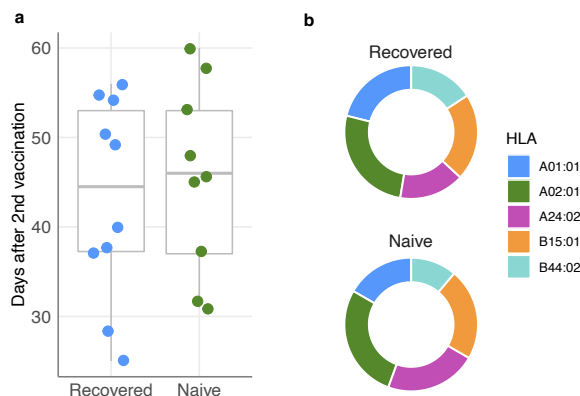 a
Days after 2nd vaccination
60
50
40
30
Recovered
Naive
b
Recovered
Naive
HLA
A01:01
A02:01
A24:02
B15:01
B44:02